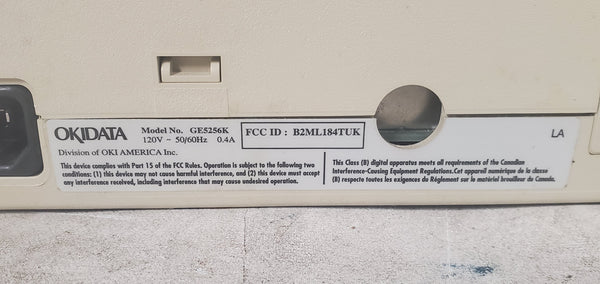 OKIDATA Model No. GE5256K
120V ~ 50/60Hz 0.4A
Division of OKI AMERICA Inc.
FCC ID : B2ML184TUK
LA
This device complies with Part 15 of the FCC Rules. Operation is subject to the following two
conditions: (1) this device may not cause harmful interference, and (2) this device must accept
any interference received, including interference that may cause undesired operation.
This Class (B) digital apparatus meets all requirements of the Canadian
Interference-Causing Equipment Regulations.Cet appareil numérique de la classe
(B) respecte toutes les exigences du Règlement sur la matériel brouilleur du Canada.